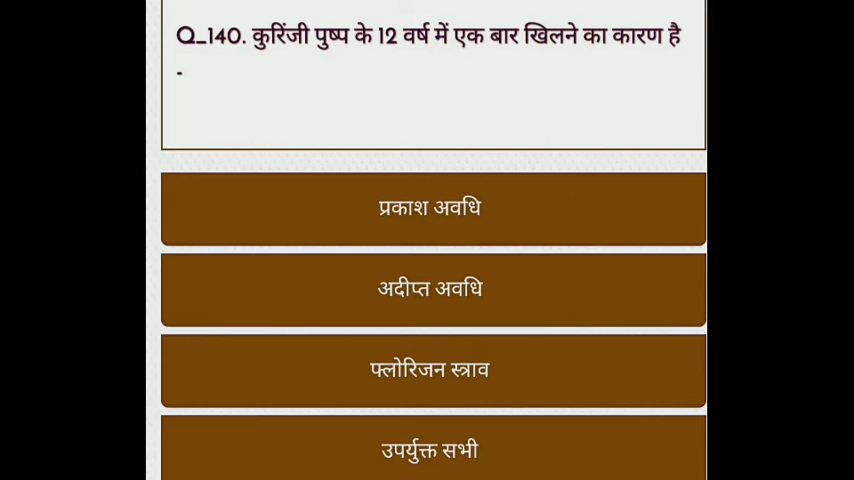 Q_140. कुरिंजी पुष्प के 12 वर्ष में एक बार खिलने का कारण है
-
प्रकाश अवधि
अदीप्त अवधि
फ्लोरिजन स्त्राव
उपर्युक्त सभी